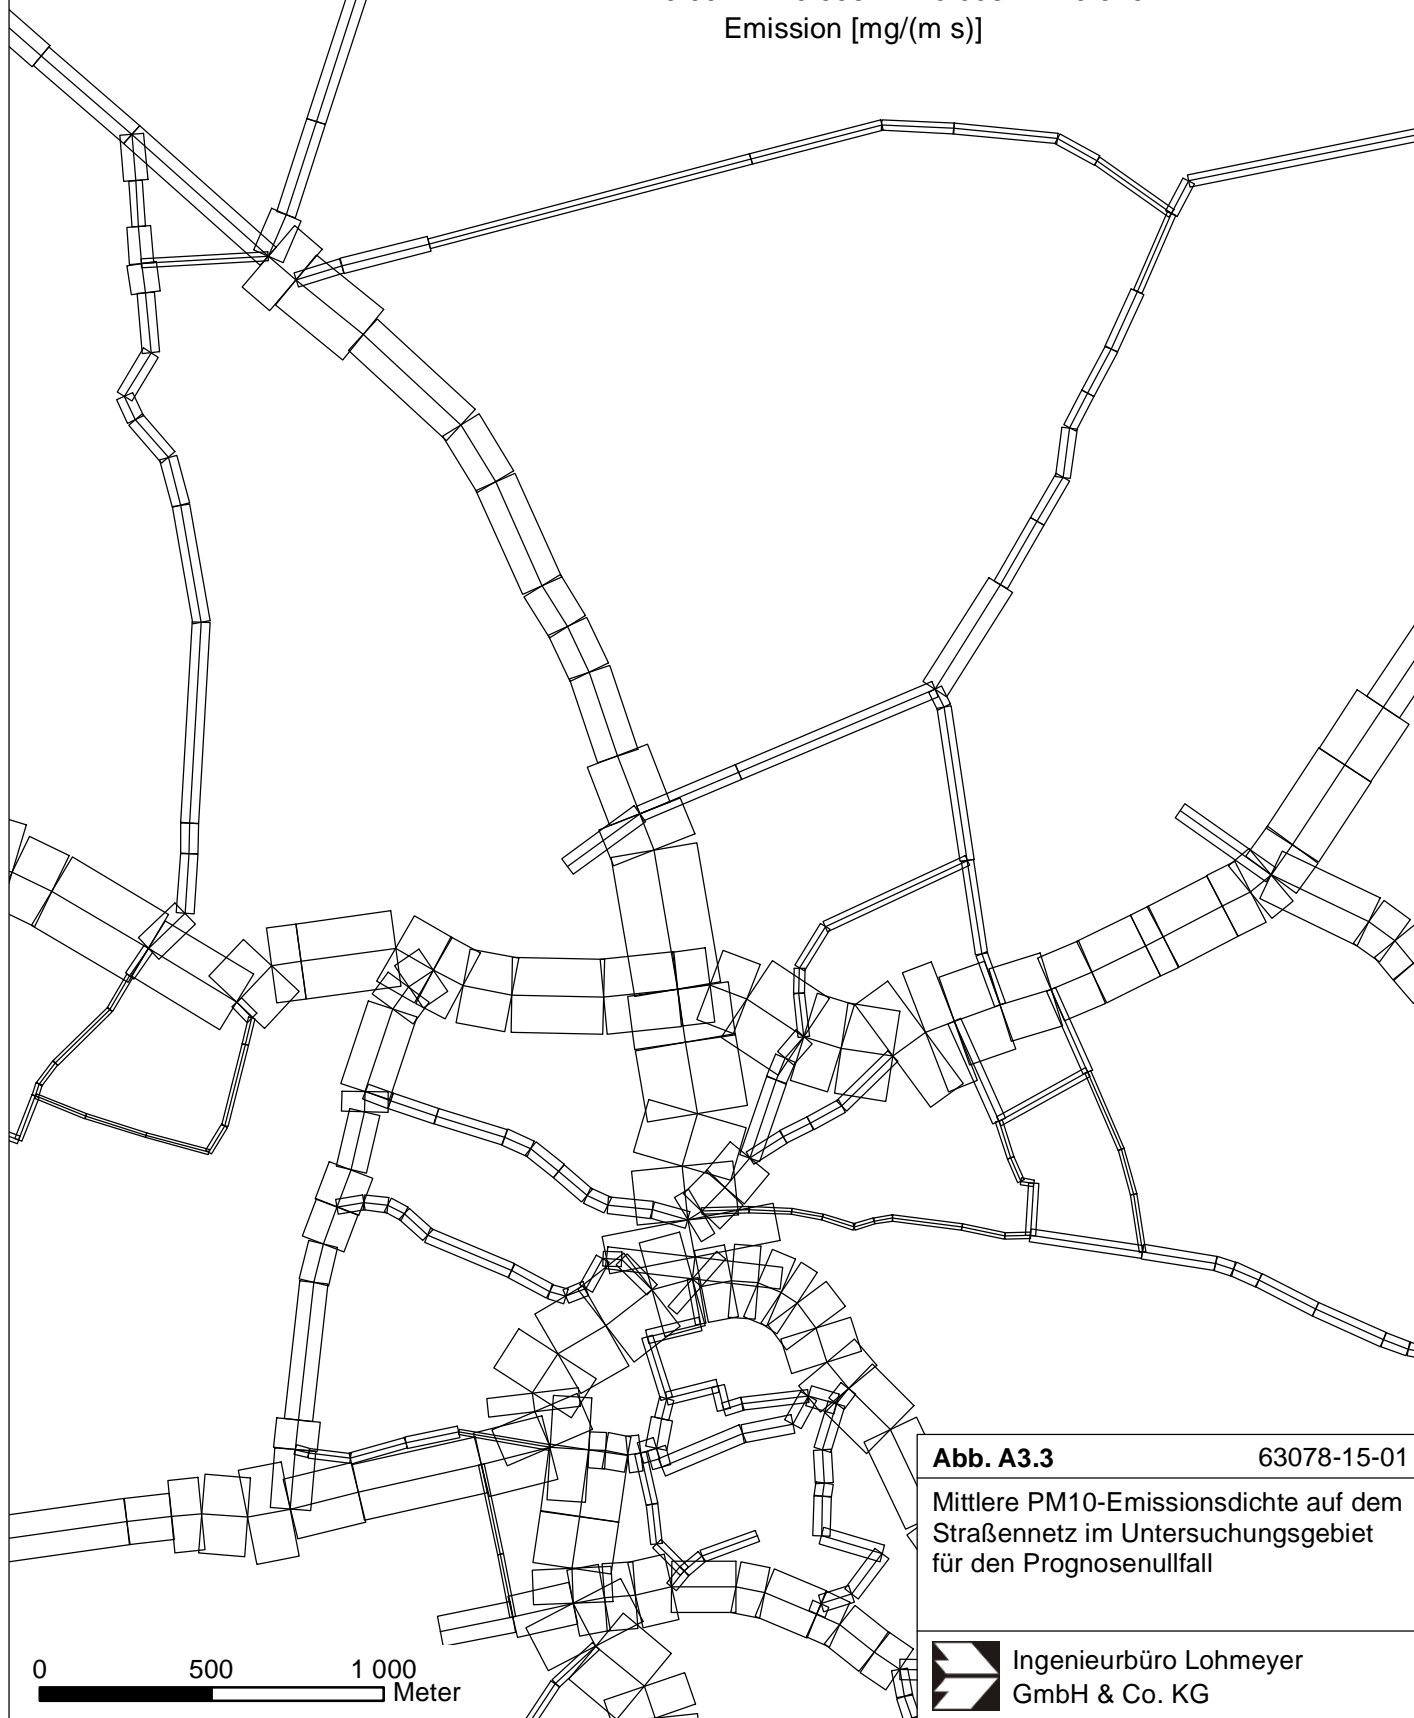 Emission [mg/(m s)]
Abb. A3.3 63078-15-01
Mittlere PM10-Emissionsdichte auf dem
Straßennetz im Untersuchungsgebiet
für den Prognosenullfall
0 500 1 000
Meter
Ingenieurbüro Lohmeyer
GmbH & Co. KG